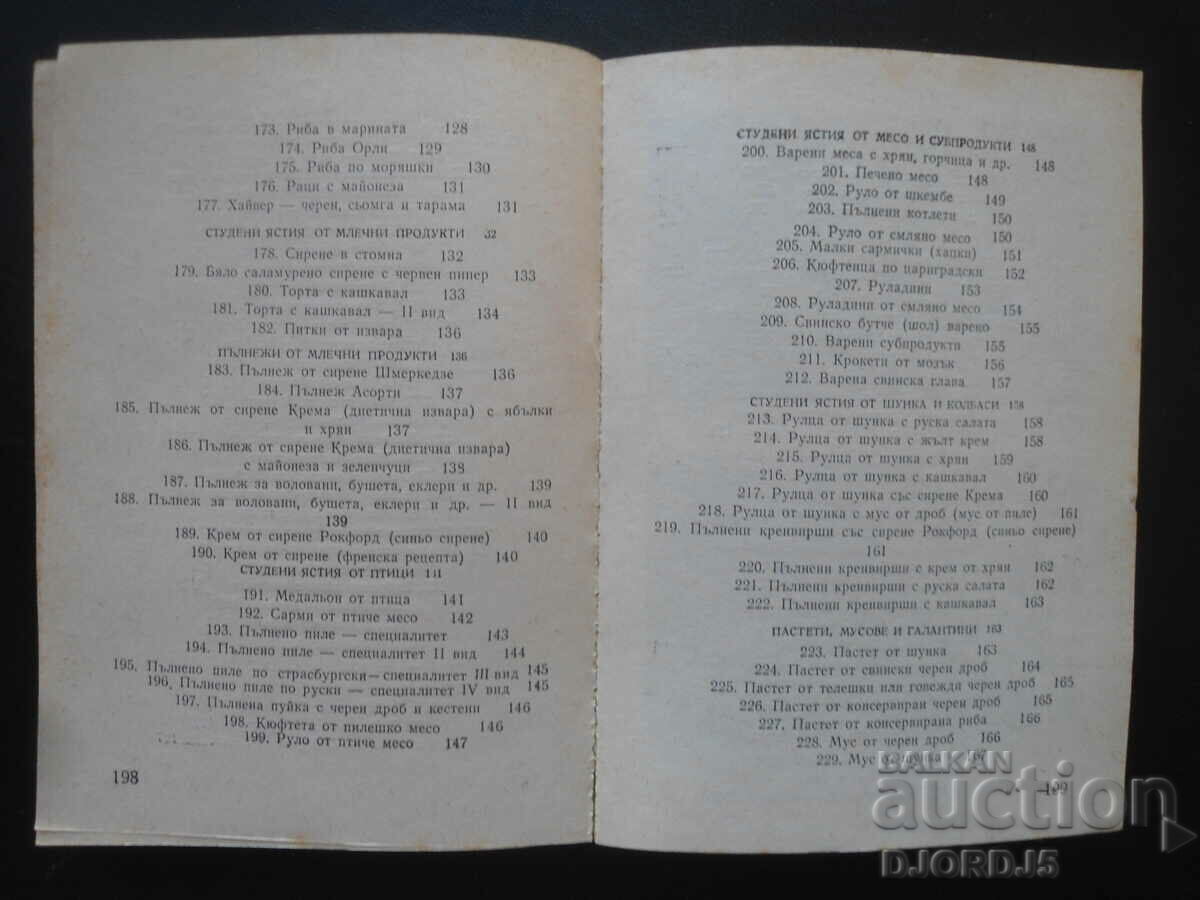 173. Риба в марината 128
174. Риба Орли 129
175. Риба по моряшки 130
176. Раци с майонеза 131
177. Хайвер — черен, сьомга и тарама 131
СТУДЕНИ ЯСТИЯ ОТ МЛЕЧНИ ПРОДУКТИ 32
178. Сирене в стомна 132
179. Бяло саламурено сирене с червен пипер 133
180. Торта с кашкавал 133
181. Торта с кашкавал — II вид 134
182. Питки от извара 136
ПЪЛНЕЖИ ОТ МЛЕЧНИ ПРОДУКТИ 136
183. Пълнеж от сирене Шмеркедзе 136
184. Пълнеж Асорти 137
185. Пълнеж от сирене Крема (диетична извара) с ябълки
и хрян 137
186. Пълнеж от сирене Крема (диетична извара)
с майонеза и зеленчуци 138
187. Пълнеж за воловани, бушета, еклери и др. 139
188. Пълнеж за воловани, бушета, еклери и др. — II вид
139
189. Крем от сирене Рокфорд (синьо сирене) 140
190. Крем от сирене (френска рецепта) 140
СТУДЕНИ ЯСТИЯ ОТ ПТИЦИ 141
191. Медальон от птица 141
192. Сарми от птиче месо 142
193. Пълнено пиле — специалитет 143
194. Пълнено пиле — специалитет II вид 144
195. Пълнено пиле по страсбургски—специалитет III вид 145
196. Пълнено пиле по руски — специалитет IV вид 145
197. Пълнена пуйка с черен дроб и кестени 146
198. Кюфтета от пилешко месо 146
199. Руло от птиче месо 147
198
СТУДЕНИ ЯСТИЯ ОТ МЕСО И СУБПРОДУКТИ 148
200. Варени меса с хрян, горчица и др. 148
201. Печено месо 148
202. Руло от шкембе 149
203. Пълнени котлети 150
204. Руло от смляно месо 150
205. Малки сармички (хапки) 151
206. Кюфтенца по цариградски 152
207. Руладини 153
208. Руладини от смляно месо 154
209. Свинско бутче (шол) варено 155
210. Варени субпродукти 155
211. Крокети от мозък 156
212. Варена свинска глава 157
СТУДЕНИ ЯСТИЯ ОТ ШУНКА И КОЛБАСИ 158
213. Рулца от шунка с руска салата 158
214. Рулца от шунка с жълт крем 158
215. Рулца от шунка с хрян 159
216. Рулца от шунка с кашкавал 160
217. Рулца от шунка със сирене Крема 160
218. Рулца от шунка с мус от дроб (мус от пиле) 161
219. Пълнени кренвирши със сирене Рокфорд (синьо сирене)
161
220. Пълнени кренвирши с крем от хрян 162
221. Пълнени кренвирши с руска салата 162
222. Пълнени кренвирши с кашкавал 163
ПАСТЕТИ, МУСОВЕ И ГАЛАНТИНИ 163
223. Пастет от шунка 163
224. Пастет от свински черен дроб 164
225. Пастет от телешки или говежди черен дроб 165
226. Пастет от консервиран черен дроб 165
227. Пастет от консервирана риба 166
228. Мус от черен дроб 166
229. Мус от шунка 167
199
BALKAN
auction
DJORDJ5